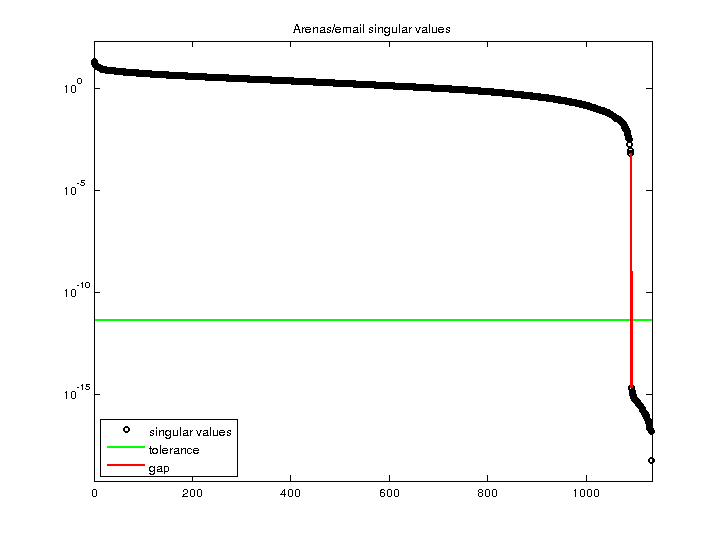 Arenas/email singular values
10^0
10^-5
10^-10
10^-15
singular values
tolerance
gap
0 200 400 600 800 1000